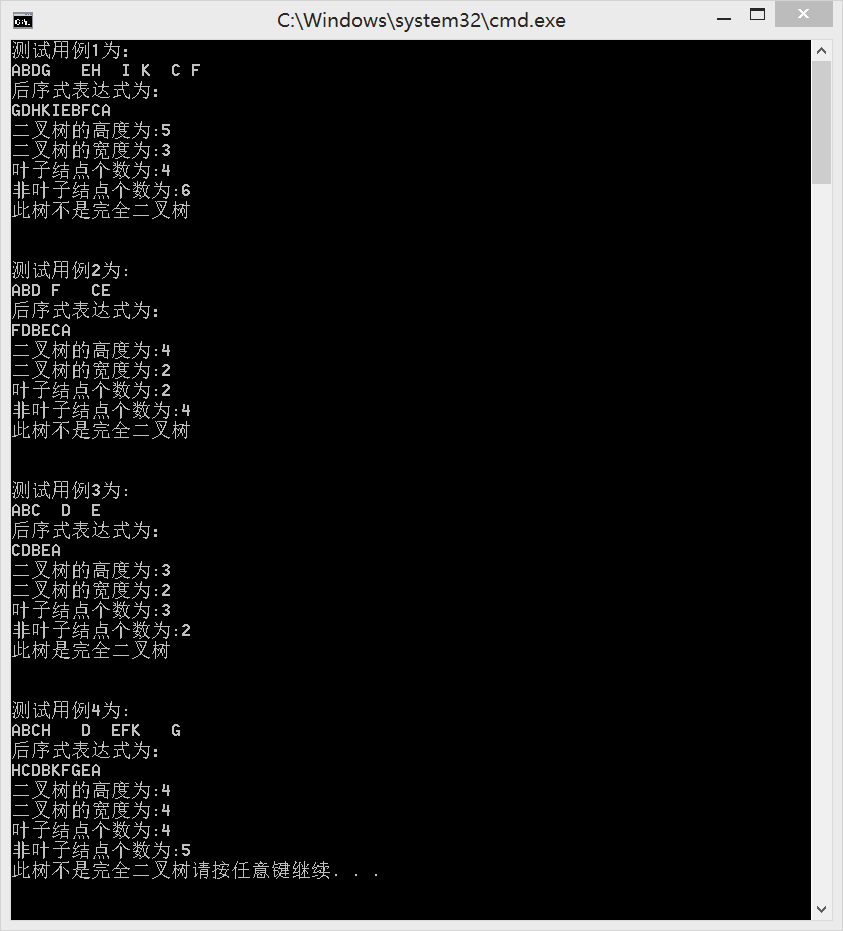 C:\Windows\system32\cmd.exe
测试用例1为:
ABDG   EH  I K  C F
后序式表达式为:
GDHKIEBFCA
二叉树的高度为:5
二叉树的宽度为:3
叶子结点个数为:4
非叶子结点个数为:6
此树不是完全二叉树
测试用例2为:
ABD F   CE
后序式表达式为:
FDBECA
二叉树的高度为:4
二叉树的宽度为:2
叶子结点个数为:2
非叶子结点个数为:4
此树不是完全二叉树
测试用例3为:
ABC  D  E
后序式表达式为:
CDBEA
二叉树的高度为:3
二叉树的宽度为:2
叶子结点个数为:3
非叶子结点个数为:2
此树是完全二叉树
测试用例4为:
ABCH   D  EFK   G
后序式表达式为:
HCDBKFGEA
二叉树的高度为:4
二叉树的宽度为:4
叶子结点个数为:4
非叶子结点个数为:5
此树不是完全二叉树请按任意键继续. . .